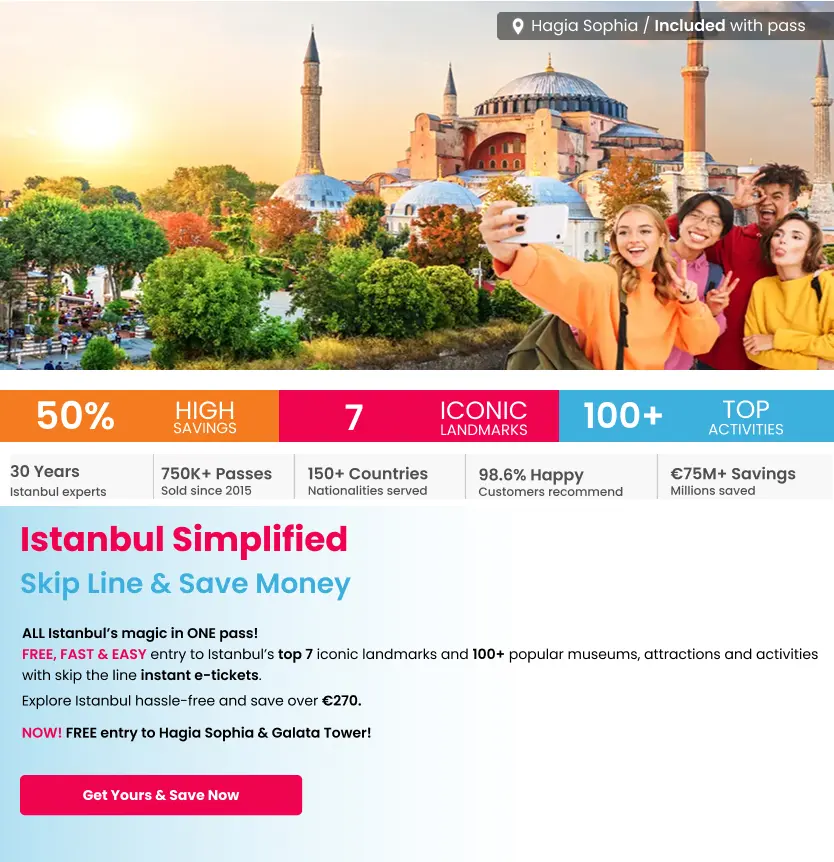 Hagia Sophia / Included with pass
50%
HIGH
SAVINGS
7
ICONIC
LANDMARKS
100+
TOP
ACTIVITIES
30 Years
Istanbul experts
750K+ Passes
Sold since 2015
150+ Countries
Nationalities served
98.6% Happy
Customers recommend
€75M+ Savings
Millions saved
Istanbul Simplified
Skip Line & Save Money
ALL Istanbul’s magic in ONE pass!
FREE, FAST & EASY entry to Istanbul’s top 7 iconic landmarks and 100+ popular museums, attractions and activities
with skip the line instant e-tickets.
Explore Istanbul hassle-free and save over €270.
NOW! FREE entry to Hagia Sophia & Galata Tower!
Get Yours & Save Now